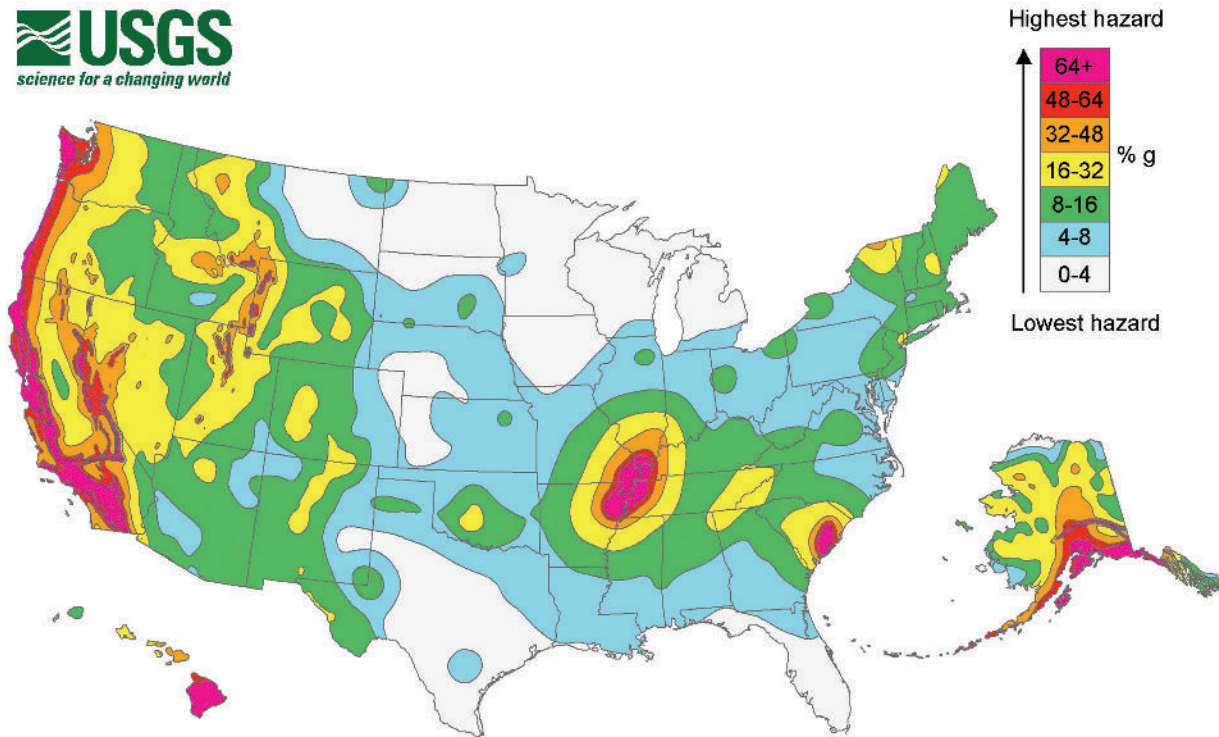 USGS
science for a changing world
Highest hazard
64+
48-64
32-48
% g
16-32
8-16
4-8
0-4
Lowest hazard